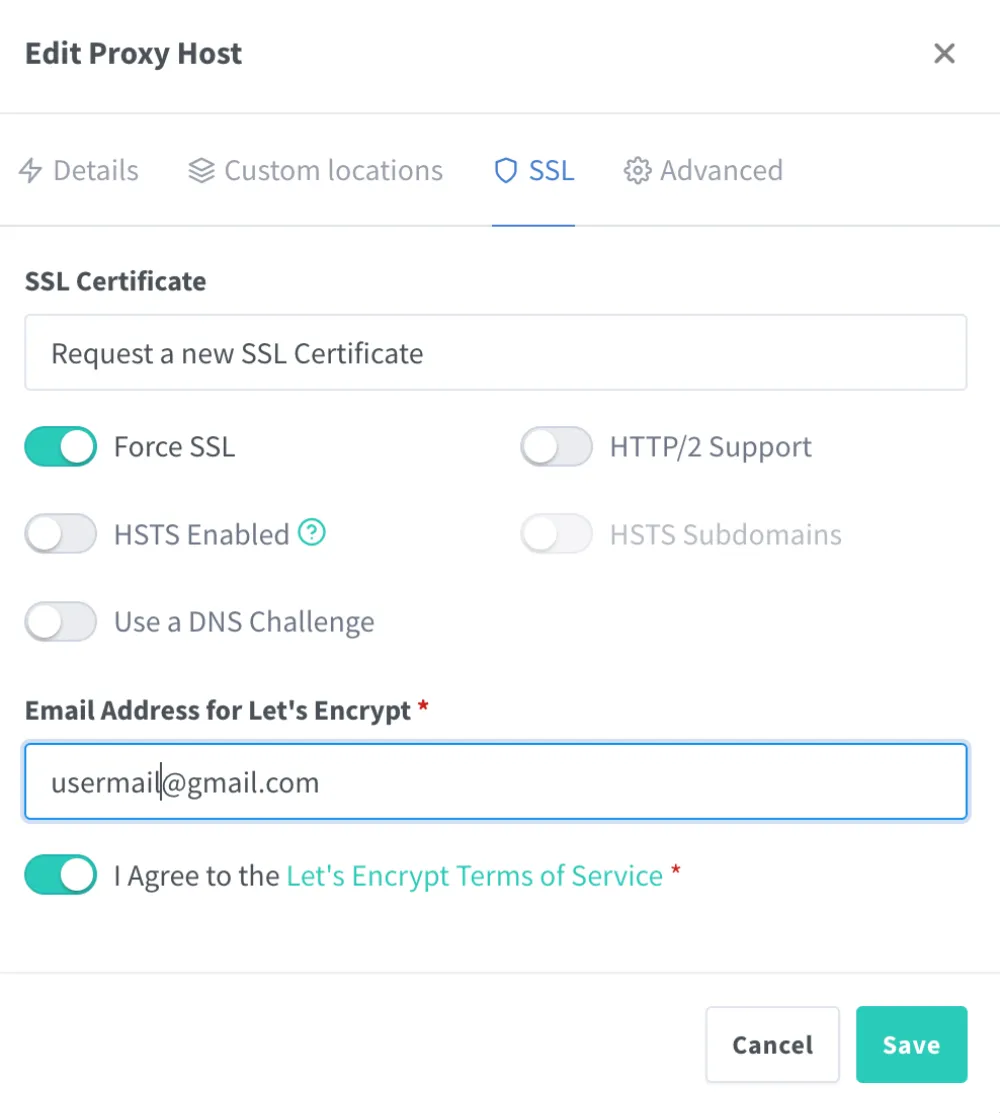 Edit Proxy Host
Details Custom locations SSL Advanced
SSL Certificate
Request a new SSL Certificate
Force SSL HTTP/2 Support
HSTS Enabled ? HSTS Subdomains
Use a DNS Challenge
Email Address for Let's Encrypt *
usermail@gmail.com
I Agree to the Let's Encrypt Terms of Service *
Cancel Save